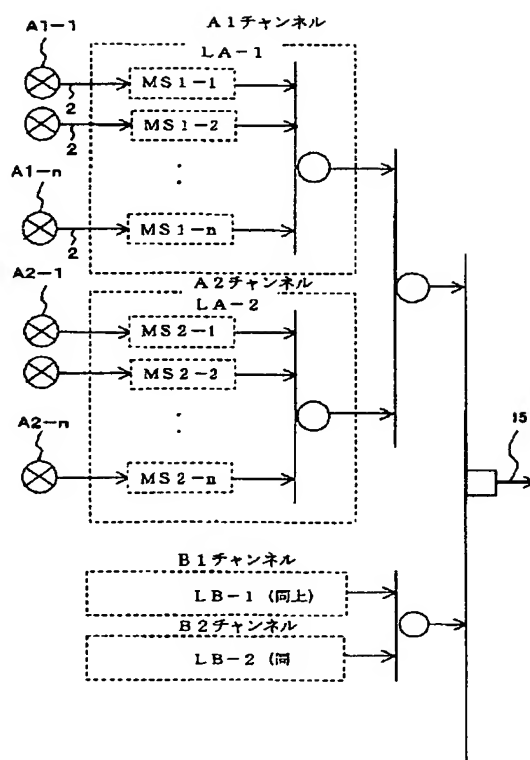 A1チャンネル
A1-1
LA-1
2
MS1-1
2
MS1-2
A1-n
2
MS1-n
A2チャンネル
A2-1
LA-2
MS2-1
MS2-2
A2-n
MS2-n
15
B1チャンネル
LB-1 (同上)
B2チャンネル
LB-2 (同